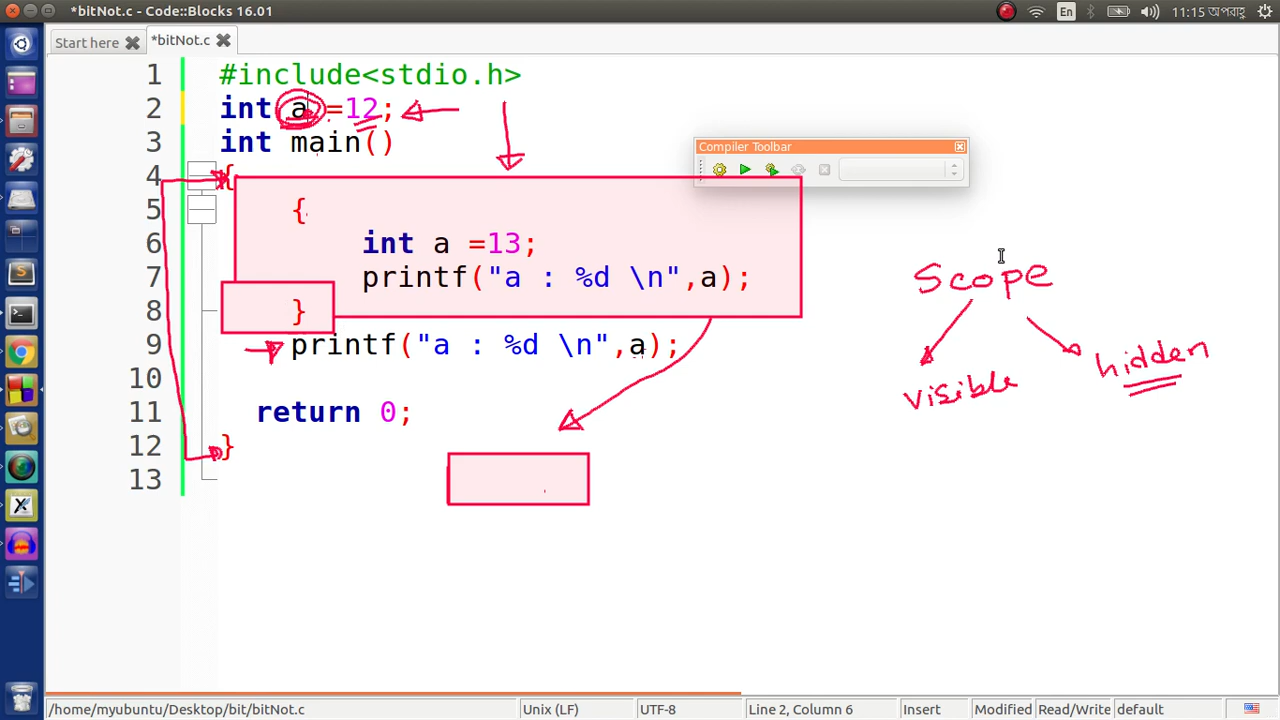 *bitNot.c - Code::Blocks 16.01
En
11:15 অপরাহ্
Start here
*bitNot.c
1 #include<stdio.h>
2 int a =12;
3 int main()
4 {
5 {
6 int a =13;
7 printf("a : %d \n",a);
8 }
9 printf("a : %d \n",a);
10
11 return 0;
12 }
13
Compiler Toolbar
Scope
visible
hidden
/home/myubuntu/Desktop/bit/bitNot.c
Unix (LF)
UTF-8
Line 2, Column 6
Insert
Modified
Read/Write
default